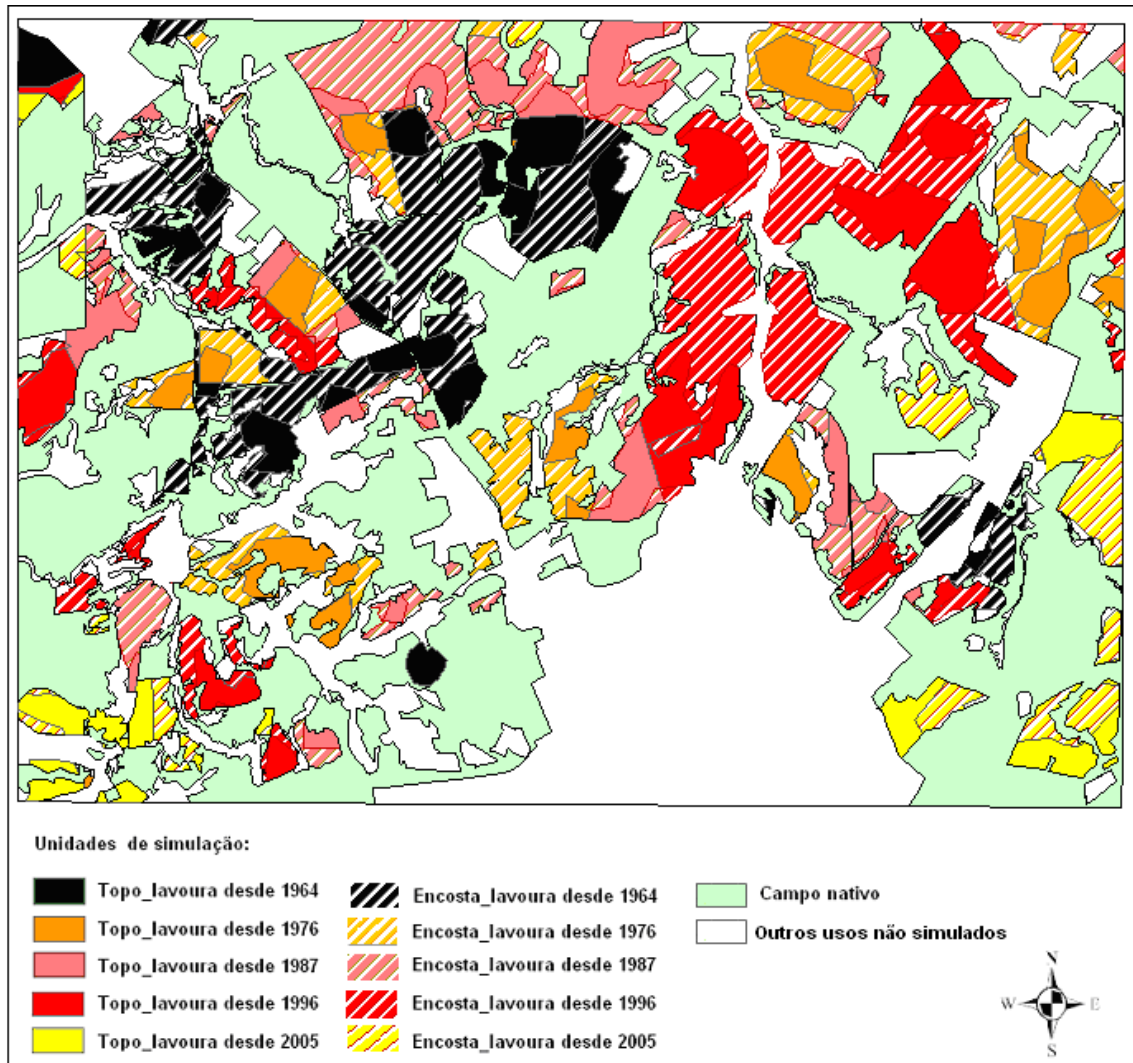 Unidades de simulação:
Topo_lavoura desde 1964
Topo_lavoura desde 1976
Topo_lavoura desde 1987
Topo_lavoura desde 1996
Topo_lavoura desde 2005
Encosta_lavoura desde 1964
Encosta_lavoura desde 1976
Encosta_lavoura desde 1987
Encosta_lavoura desde 1996
Encosta_lavoura desde 2005
Campo nativo
Outros usos não simulados
N
W E
S